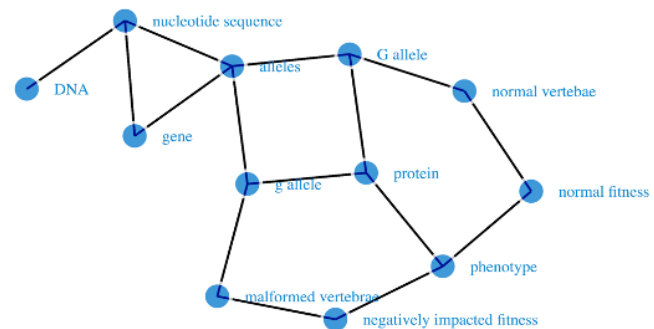 nucleotide sequence
G allele
alleles
DNA
normal vertebae
gene
protein
g allele
normal fitness
phenotype
malformed vertebrae
negatively impacted fitness